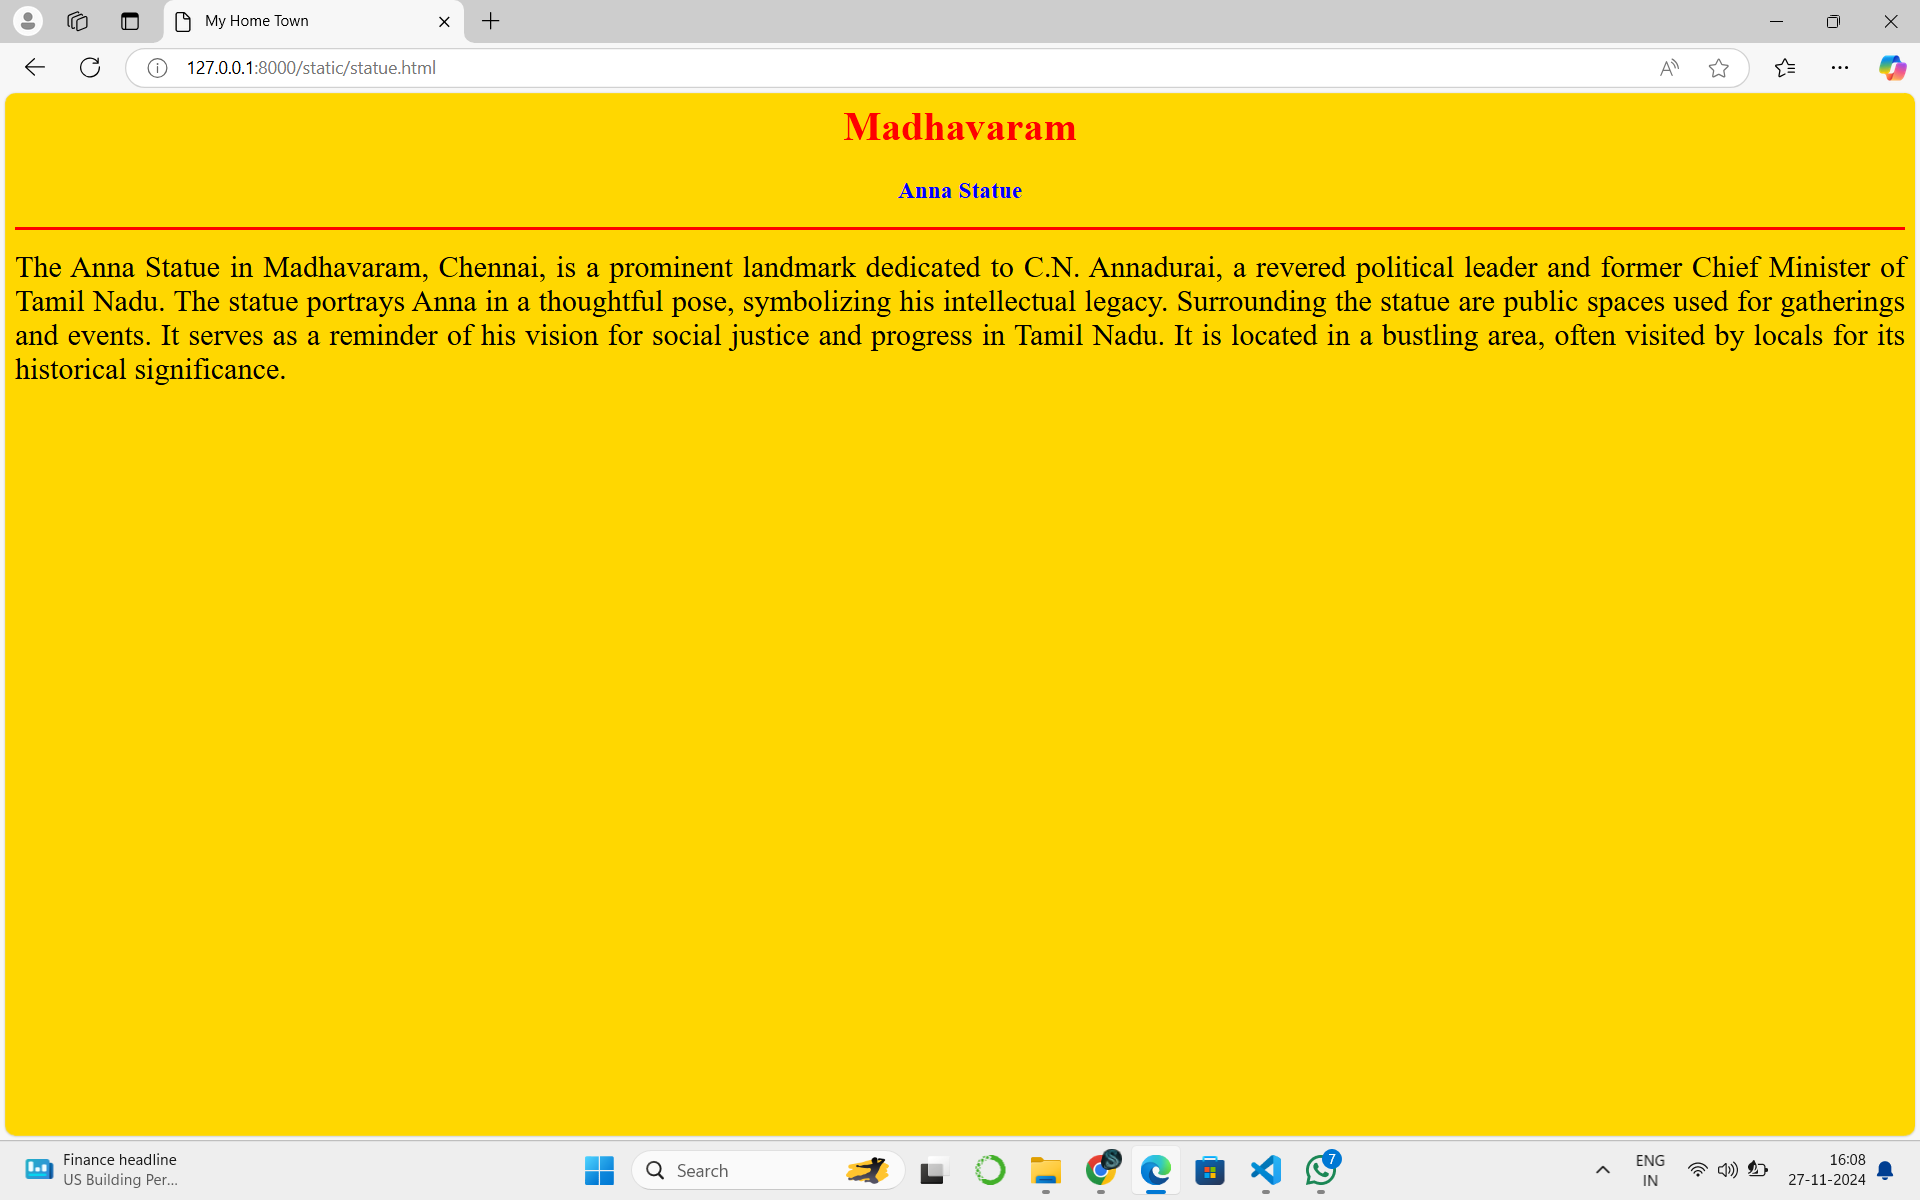 My Home Town
127.0.0.1:8000/static/statue.html
Madhavaram
Anna Statue
The Anna Statue in Madhavaram, Chennai, is a prominent landmark dedicated to C.N. Annadurai, a revered political leader and former Chief Minister of
Tamil Nadu. The statue portrays Anna in a thoughtful pose, symbolizing his intellectual legacy. Surrounding the statue are public spaces used for gatherings
and events. It serves as a reminder of his vision for social justice and progress in Tamil Nadu. It is located in a bustling area, often visited by locals for its
historical significance.
Finance headline
US Building Per...
Search
7
ENG
IN
16:08
27-11-2024